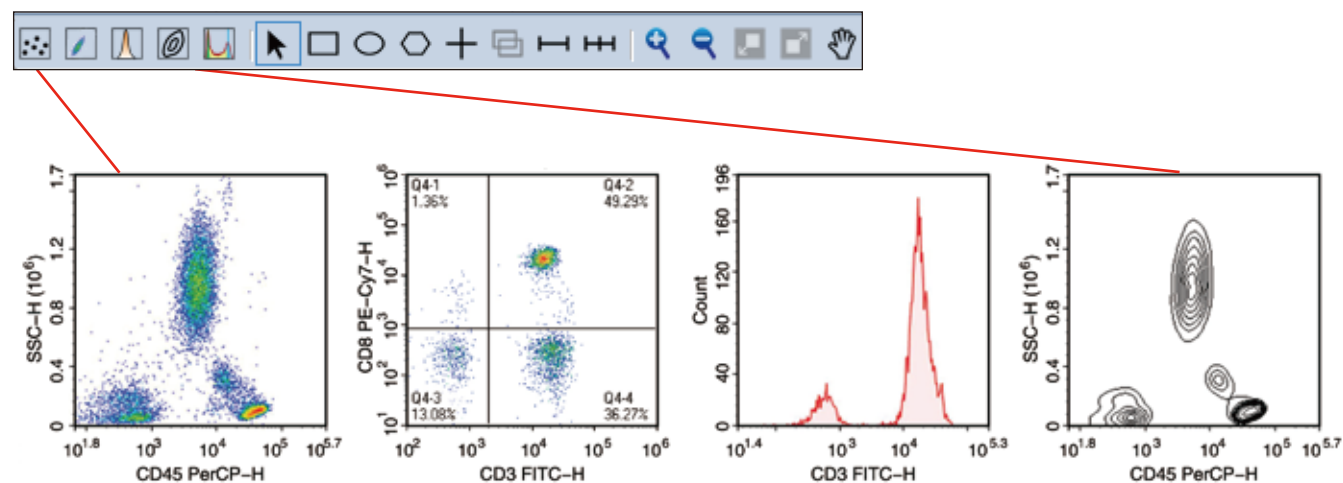 1.7
1.2
0.8
0.4
0
SSC-H (10⁶)
10^1.8 10³ 10⁴ 10⁵ 10^5.7
CD45 PerCP-H
10⁶
10⁵
10⁴
10³
10²
10¹
CD8 PE-Cy7-H
Q4-1
1.36%
Q4-2
49.29%
Q4-3
13.08%
Q4-4
36.27%
10² 10³ 10⁴ 10⁵ 10⁶
CD3 FITC-H
196
160
120
80
40
0
Count
10^1.4 10³ 10⁴ 10^5.3
CD3 FITC-H
1.7
1.2
0.8
0.4
0
SSC-H (10⁶)
10^1.8 10³ 10⁴ 10⁵ 10^5.7
CD45 PerCP-H